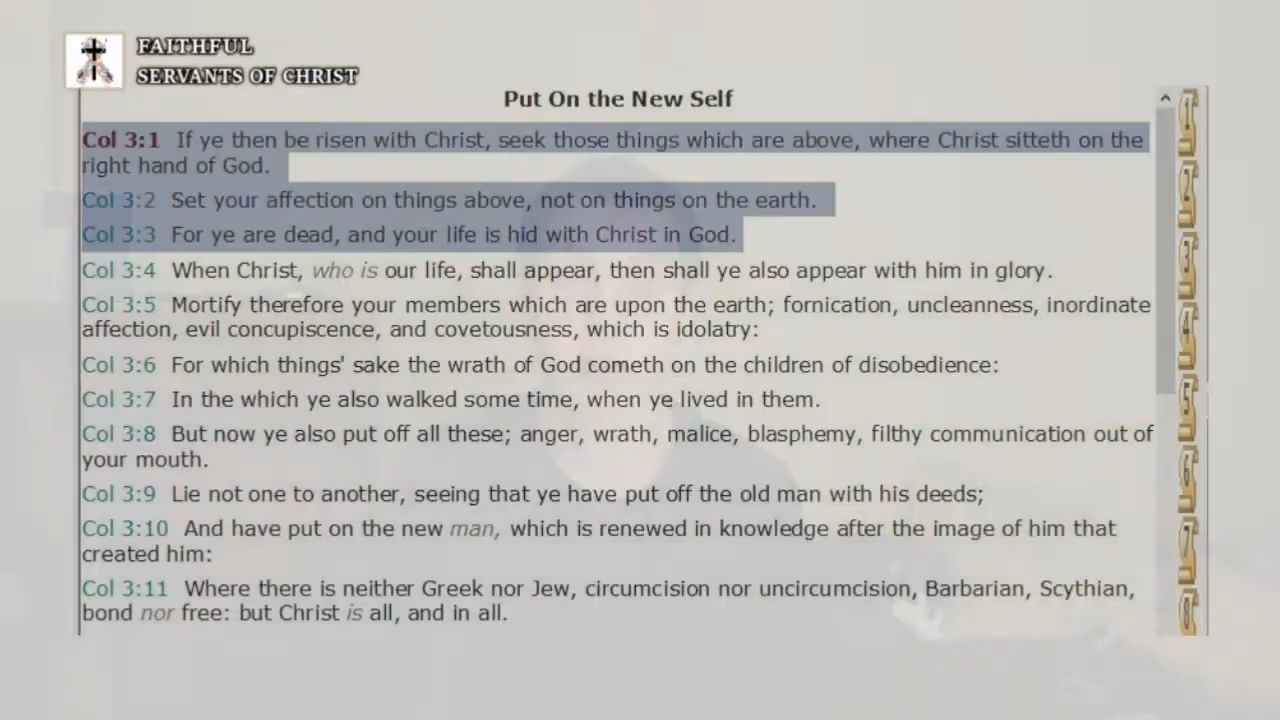 FAITHFUL
SERVANTS OF CHRIST
Put On the New Self
Col 3:1 If ye then be risen with Christ, seek those things which are above, where Christ sitteth on the
right hand of God.
Col 3:2 Set your affection on things above, not on things on the earth.
Col 3:3 For ye are dead, and your life is hid with Christ in God.
Col 3:4 When Christ, who is our life, shall appear, then shall ye also appear with him in glory.
Col 3:5 Mortify therefore your members which are upon the earth; fornication, uncleanness, inordinate
affection, evil concupiscence, and covetousness, which is idolatry:
Col 3:6 For which things' sake the wrath of God cometh on the children of disobedience:
Col 3:7 In the which ye also walked some time, when ye lived in them.
Col 3:8 But now ye also put off all these; anger, wrath, malice, blasphemy, filthy communication out of
your mouth.
Col 3:9 Lie not one to another, seeing that ye have put off the old man with his deeds;
Col 3:10 And have put on the new man, which is renewed in knowledge after the image of him that
created him:
Col 3:11 Where there is neither Greek nor Jew, circumcision nor uncircumcision, Barbarian, Scythian,
bond nor free: but Christ is all, and in all.